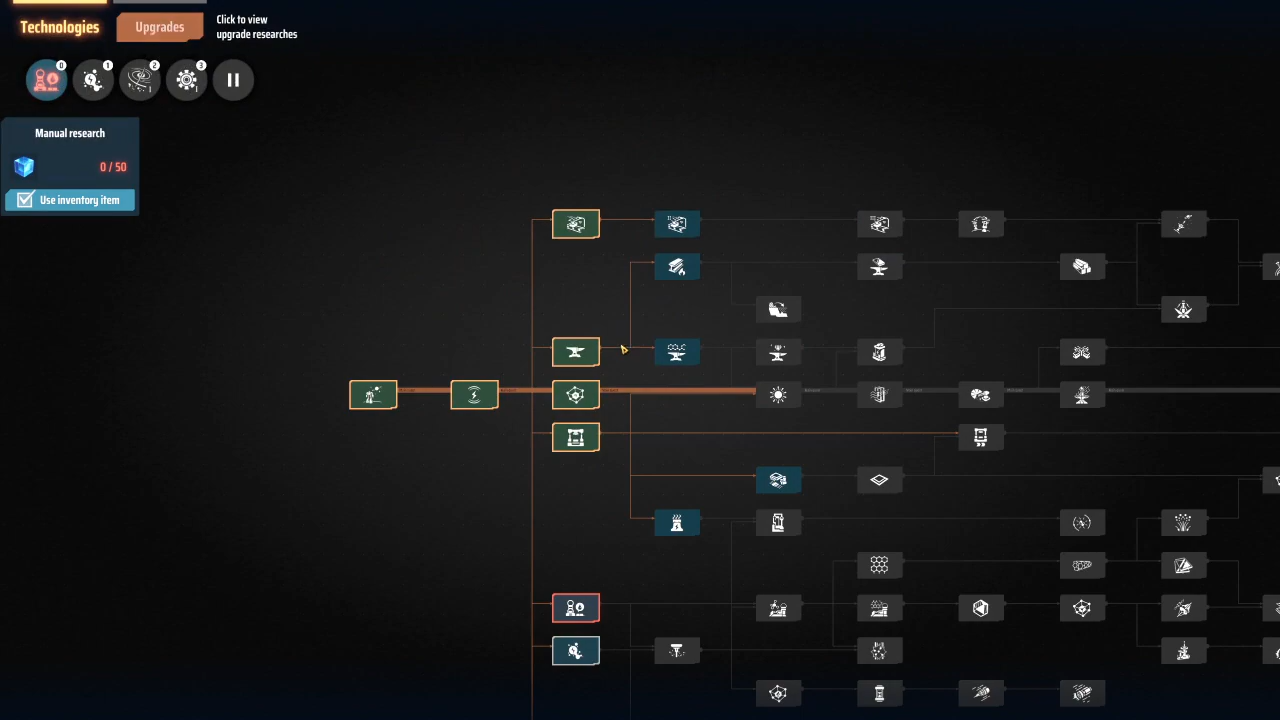 Technologies
Upgrades
Click to view
upgrade researches
0
1
2
3
Manual research
0 / 50
Use inventory item